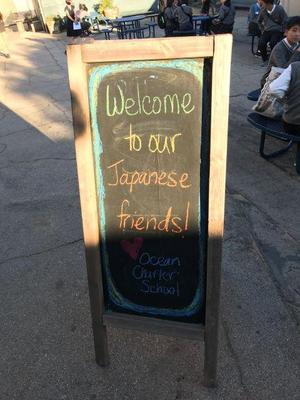 Welcome
to our
Japanese
friends!
Ocean
Charter
School